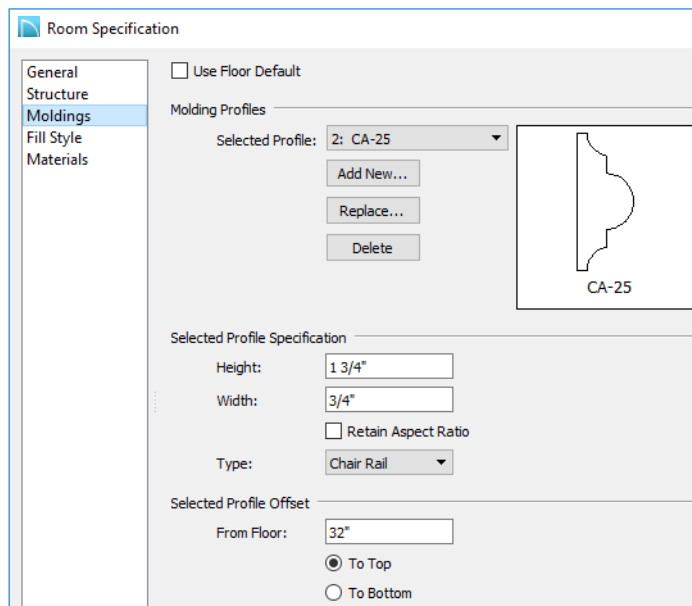 Room Specification
General
Structure
Moldings
Fill Style
Materials
Use Floor Default
Molding Profiles
Selected Profile: 2: CA-25
Add New...
Replace...
Delete
CA-25
Selected Profile Specification
Height: 1 3/4"
Width: 3/4"
Retain Aspect Ratio
Type: Chair Rail
Selected Profile Offset
From Floor: 32"
To Top
To Bottom